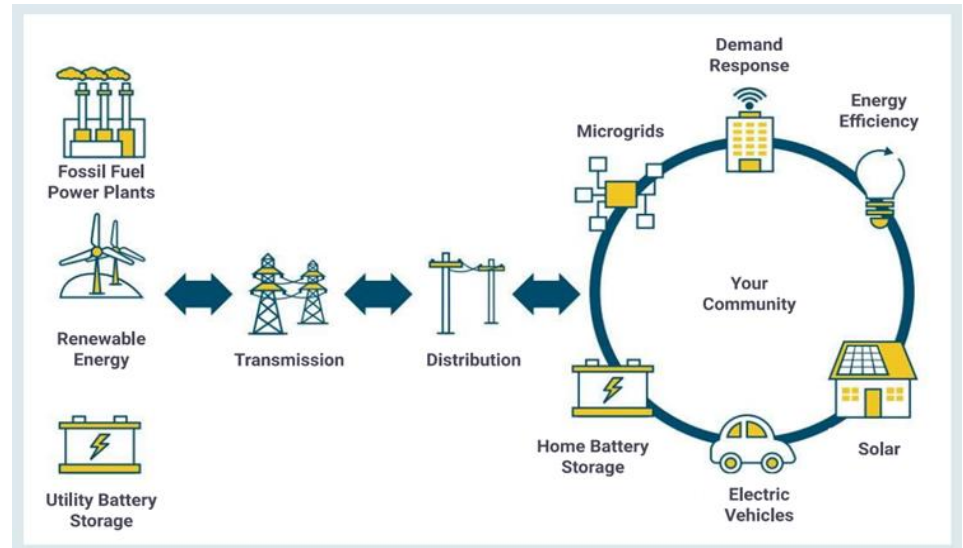 Fossil Fuel
Power Plants
Renewable
Energy
Utility Battery
Storage
Transmission
Distribution
Microgrids
Demand
Response
Energy
Efficiency
Your
Community
Solar
Electric
Vehicles
Home Battery
Storage